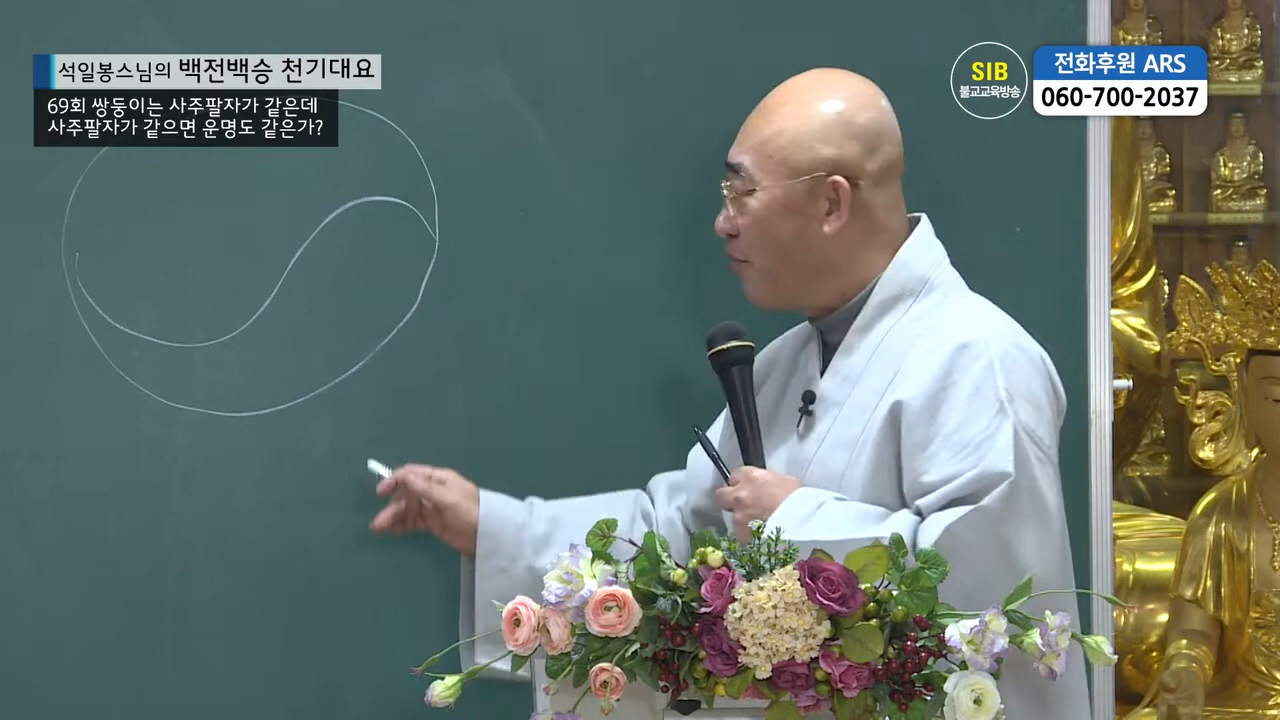 석일봉스님의 백전백승 천기대요
69회 쌍둥이는 사주팔자가 같은데
사주팔자가 같으면 운명도 같은가?
SIB
불교교육방송
전화후원 ARS
060-700-2037